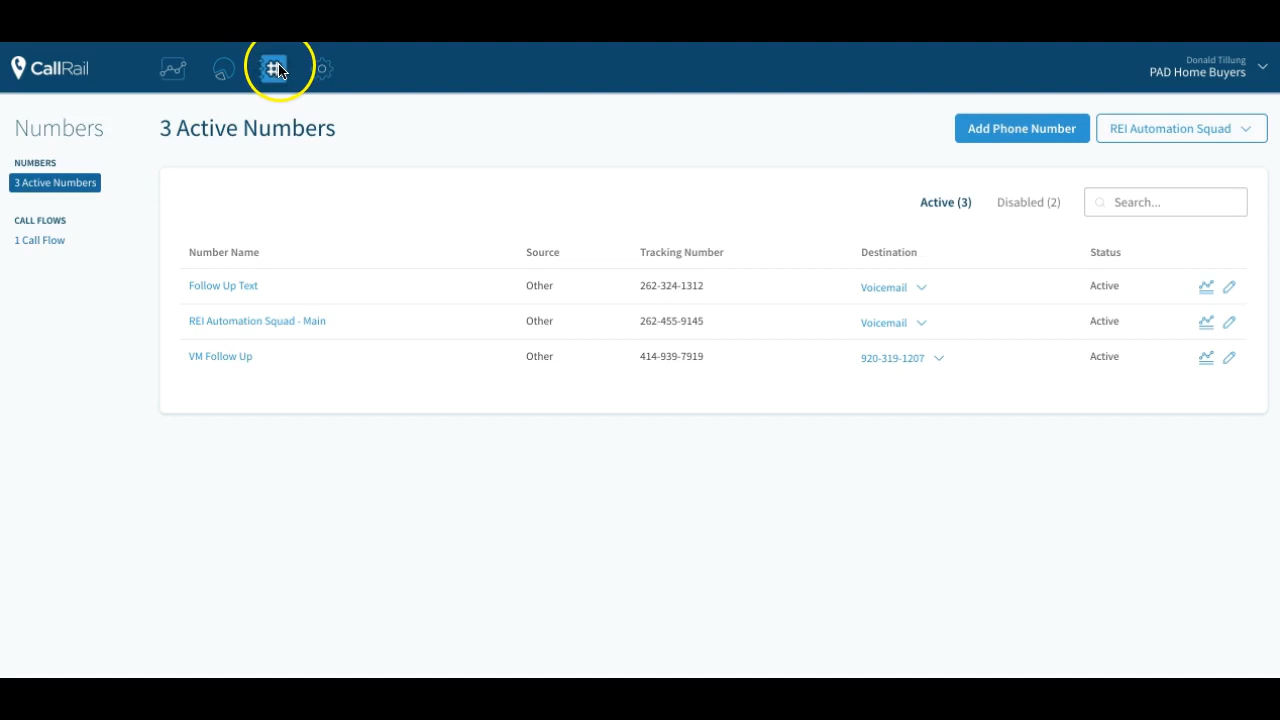 CallRail
Donald Tillung
PAD Home Buyers
Numbers
NUMBERS
3 Active Numbers
CALL FLOWS
1 Call Flow
3 Active Numbers
Add Phone Number
REI Automation Squad
Active (3) Disabled (2) Search...
Number Name Source Tracking Number Destination Status
Follow Up Text Other 262-324-1312 Voicemail Active
REI Automation Squad - Main Other 262-455-9145 Voicemail Active
VM Follow Up Other 414-939-7919 920-319-1207 Active